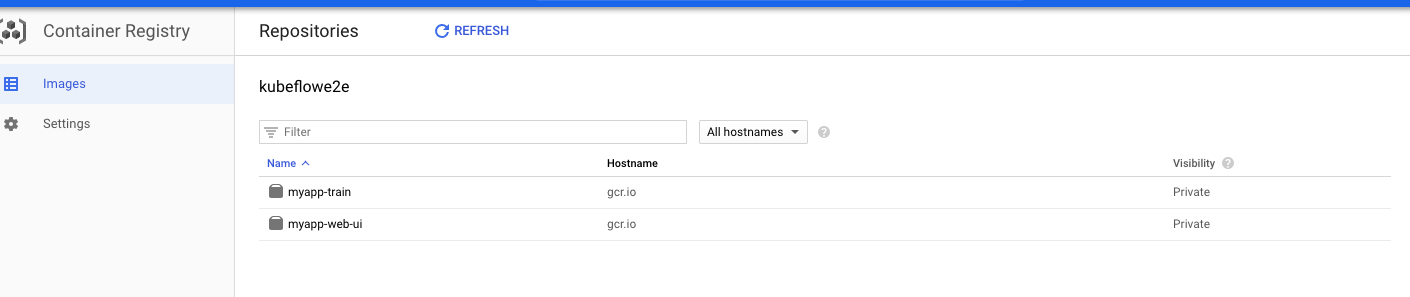 Container Registry
Repositories
REFRESH
Images
Settings
kubeflowe2e
Filter
All hostnames
Name Hostname Visibility
myapp-train gcr.io Private
myapp-web-ui gcr.io Private